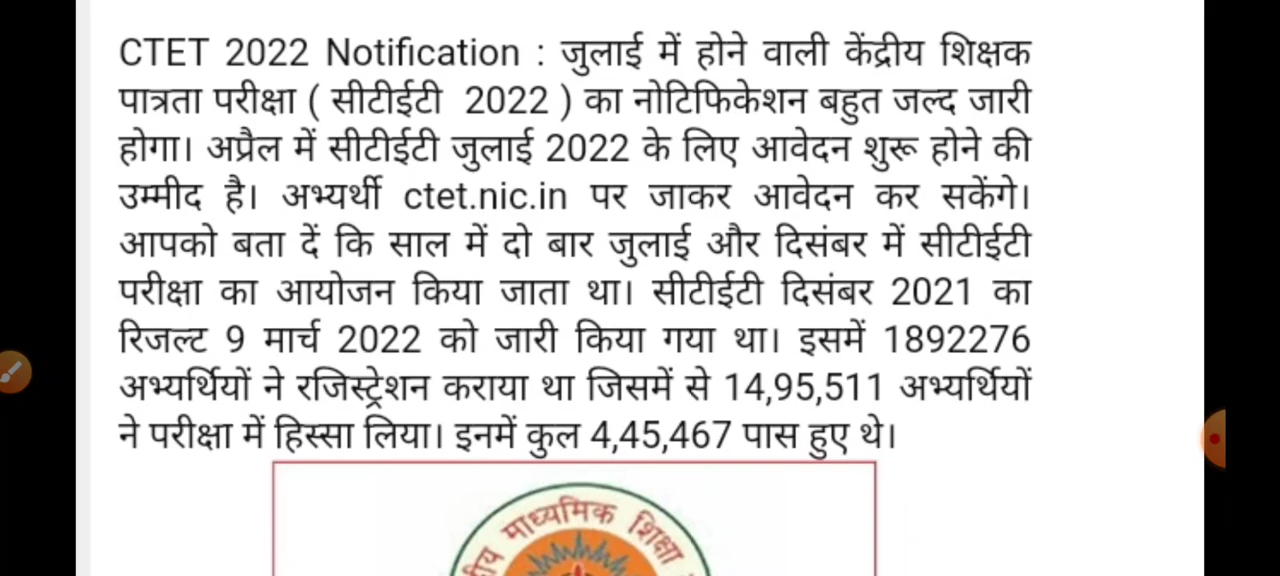 CTET 2022 Notification : जुलाई में होने वाली केंद्रीय शिक्षक
पात्रता परीक्षा ( सीटीईटी 2022 ) का नोटिफिकेशन बहुत जल्द जारी
होगा। अप्रैल में सीटीईटी जुलाई 2022 के लिए आवेदन शुरू होने की
उम्मीद है। अभ्यर्थी ctet.nic.in पर जाकर आवेदन कर सकेंगे।
आपको बता दें कि साल में दो बार जुलाई और दिसंबर में सीटीईटी
परीक्षा का आयोजन किया जाता था। सीटीईटी दिसंबर 2021 का
रिजल्ट 9 मार्च 2022 को जारी किया गया था। इसमें 1892276
अभ्यर्थियों ने रजिस्ट्रेशन कराया था जिसमें से 14,95,511 अभ्यर्थियों
ने परीक्षा में हिस्सा लिया। इनमें कुल 4,45,467 पास हुए थे।
माध्यमिक शिक्षा